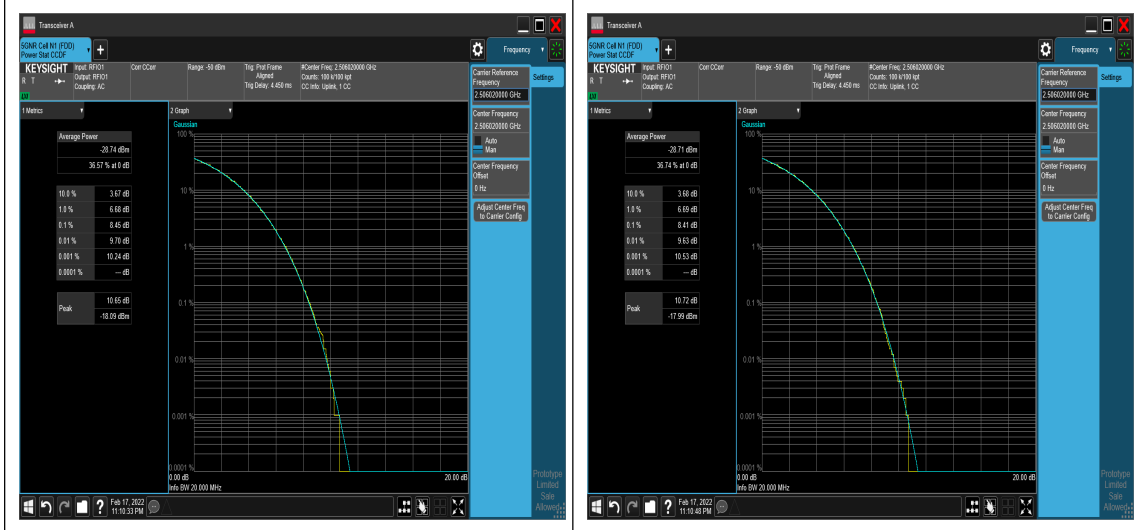 Transceiver A
5GNR Cell N1 (FDD)
Power Stat CCDF
Frequency
KEYSIGHT
R T
LXI
Input: RFIO1
Output: RFIO1
Coupling: AC
Corr CCorr
Range: -50 dBm
Trig: Prot Frame
Aligned
Trig Delay: 4.450 ms
#Center Freq: 2.506020000 GHz
Counts: 100 k/100 kpt
CC Info: Uplink, 1 CC
Carrier Reference
Frequency
2.506020000 GHz
Settings
Center Frequency
2.506020000 GHz
Auto
Man
Center Frequency
Offset
0 Hz
Adjust Center Freq
to Carrier Config
1 Metrics
Average Power
-28.74 dBm
36.57 % at 0 dB
10.0 % 3.67 dB
1.0 % 6.68 dB
0.1 % 8.45 dB
0.01 % 9.70 dB
0.001 % 10.24 dB
0.0001 % --- dB
Peak
10.65 dB
-18.09 dBm
2 Graph
Gaussian
100 %
10 %
1 %
0.1 %
0.01 %
0.001 %
0.0001 %
0.00 dB
20.00 dB
Info BW 20.000 MHz
Feb 17, 2022
11:10:33 PM
Prototype
Limited
Sale
Allowed
Transceiver A
5GNR Cell N1 (FDD)
Power Stat CCDF
Frequency
KEYSIGHT
R T
LXI
Input: RFIO1
Output: RFIO1
Coupling: AC
Corr CCorr
Range: -50 dBm
Trig: Prot Frame
Aligned
Trig Delay: 4.450 ms
#Center Freq: 2.506020000 GHz
Counts: 100 k/100 kpt
CC Info: Uplink, 1 CC
Carrier Reference
Frequency
2.506020000 GHz
Settings
Center Frequency
2.506020000 GHz
Auto
Man
Center Frequency
Offset
0 Hz
Adjust Center Freq
to Carrier Config
1 Metrics
Average Power
-28.71 dBm
36.74 % at 0 dB
10.0 % 3.68 dB
1.0 % 6.69 dB
0.1 % 8.41 dB
0.01 % 9.63 dB
0.001 % 10.53 dB
0.0001 % --- dB
Peak
10.72 dB
-17.99 dBm
2 Graph
Gaussian
100 %
10 %
1 %
0.1 %
0.01 %
0.001 %
0.0001 %
0.00 dB
20.00 dB
Info BW 20.000 MHz
Feb 17, 2022
11:10:48 PM
Prototype
Limited
Sale
Allowed